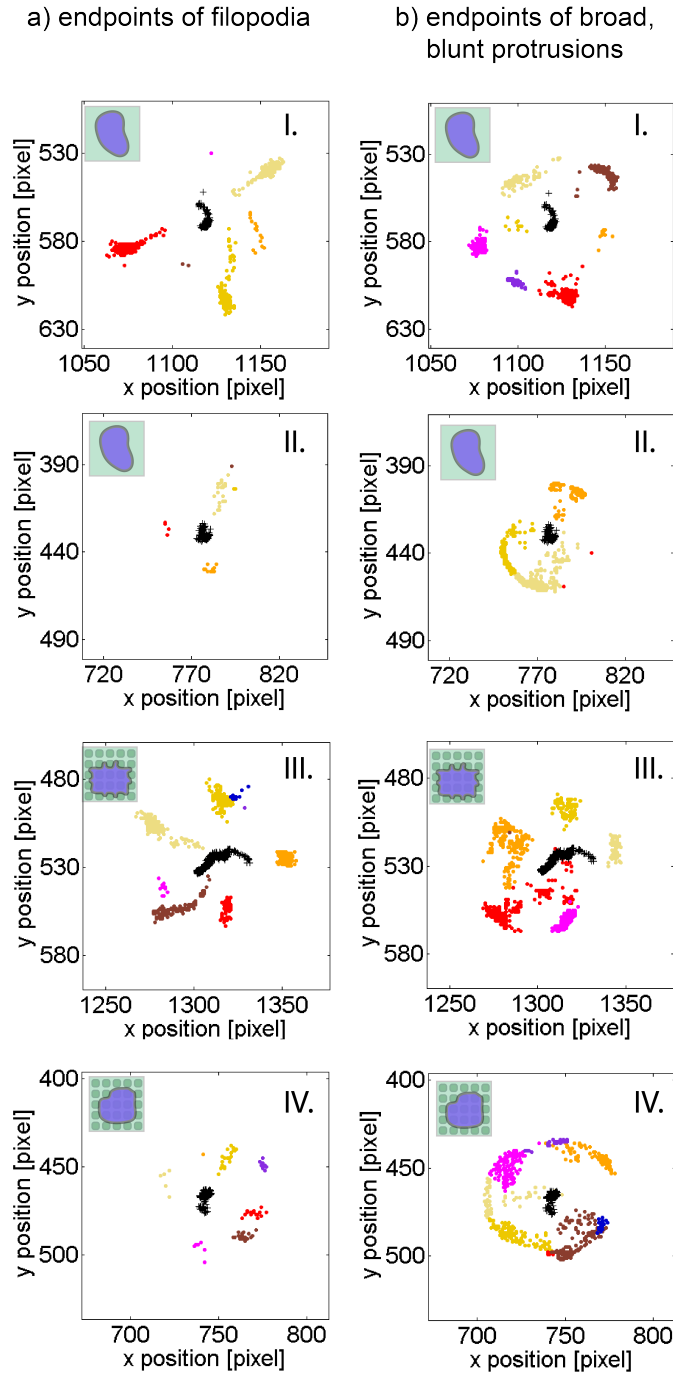 a) endpoints of filopodia
b) endpoints of broad,
blunt protrusions
I.
530
580
630
y position [pixel]
1050
1100
1150
x position [pixel]
I.
530
580
630
y position [pixel]
1050
1100
1150
x position [pixel]
II.
390
440
490
y position [pixel]
720
770
820
x position [pixel]
II.
390
440
490
y position [pixel]
720
770
820
x position [pixel]
III.
480
530
580
y position [pixel]
1250
1300
1350
x position [pixel]
III.
480
530
580
y position [pixel]
1250
1300
1350
x position [pixel]
IV.
400
450
500
y position [pixel]
700
750
800
x position [pixel]
IV.
400
450
500
y position [pixel]
700
750
800
x position [pixel]